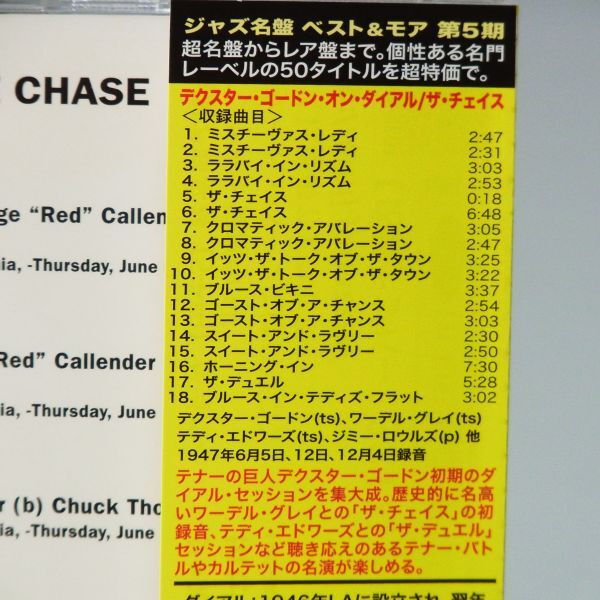 CHASE
ge "Red"
nia, -Thursday, June
Red" Callender
nia, -Thursday, June
r (b) Chuck
nia, -Thursday, June
ジャズ名盤 ベスト&モア 第5期
超名盤からレア盤まで。個性ある名門
レーベルの50タイトルを超特価で。
デクスター・ゴードン・オン・ダイアル/ザ・チェイス
<収録曲目>
1. ミスチーヴァス・レディ 2:47
2. ミスチーヴァス・レディ 2:31
3. ララバイ・イン・リズム 3:03
4. ララバイ・イン・リズム 2:53
5. ザ・チェイス 0:18
6. ザ・チェイス 6:48
7. クロマティック・アバレーション 3:05
8. クロマティック・アバレーション 2:47
9. イッツ・ザ・トーク・オブ・ザ・タウン 3:25
10. イッツ・ザ・トーク・オブ・ザ・タウン 3:22
11. ブルース・ビキニ 3:37
12. ゴースト・オブ・ア・チャンス 2:54
13. ゴースト・オブ・ア・チャンス 3:03
14. スイート・アンド・ラヴリー 2:30
15. スイート・アンド・ラヴリー 2:50
16. ホーニング・イン 7:30
17. ザ・デュエル 5:28
18. ブルース・イン・テディズ・フラット 3:02
デクスター・ゴードン(ts)、ワーデル・グレイ(ts)
テディ・エドワーズ(ts)、ジミー・ロウルズ(p) 他
1947年6月5日、12日、12月4日録音
テナーの巨人デクスター・ゴードン初期のダ
イアル・セッションを集大成。歴史的に名高
いワーデル・グレイとの「ザ・チェイス」の初
録音、テディ・エドワーズとの「ザ・デュエル」
セッションなど聴き応えのあるテナー・バト
ルやカルテットの名演が楽しめる。
ダイアル:1946年LAに設立され、翌年